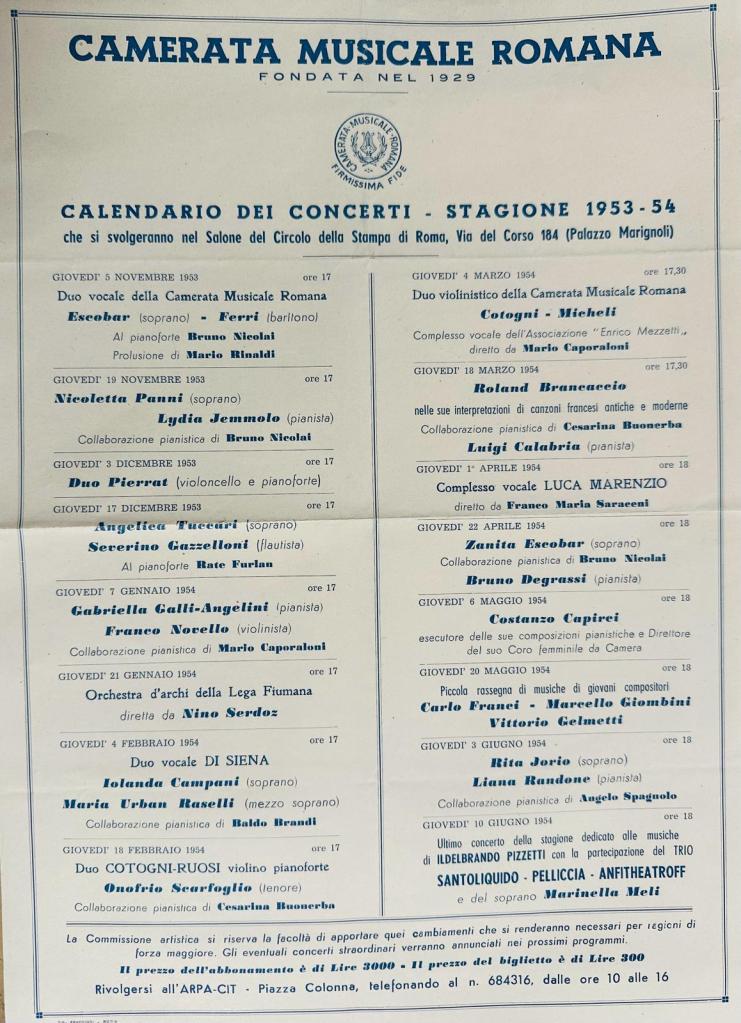 CAMERATA MUSICALE ROMANA
FONDATA NEL 1929
CAMERATA·MUSICALE·ROMANA
FIRMISSIMA FIDE
CALENDARIO DEI CONCERTI - STAGIONE 1953-54
che si svolgeranno nel Salone del Circolo della Stampa di Roma, Via del Corso 184 (Palazzo Marignoli)
GIOVEDI' 5 NOVEMBRE 1953 ore 17
Duo vocale della Camerata Musicale Romana
Escobar (soprano) - Ferri (baritono)
Al pianoforte Bruno Nicolai
Prolusione di Mario Rinaldi
GIOVEDI' 19 NOVEMBRE 1953 ore 17
Nicoletta Panni (soprano)
Lydia Jemmolo (pianista)
Collaborazione pianistica di Bruno Nicolai
GIOVEDI' 3 DICEMBRE 1953 ore 17
Duo Pierrat (violoncello e pianoforte)
GIOVEDI' 17 DICEMBRE 1953 ore 17
Angelica Tuccari (soprano)
Severino Gazzelloni (flautista)
Al pianoforte Rate Furlan
GIOVEDI' 7 GENNAIO 1954 ore 17
Gabriella Galli-Angelini (pianista)
Franco Novello (violinista)
Collaborazione pianistica di Mario Caporaloni
GIOVEDI' 21 GENNAIO 1954 ore 17
Orchestra d'archi della Lega Fiumana
diretta da Nino Serdoz
GIOVEDI' 4 FEBBRAIO 1954 ore 17
Duo vocale DI SIENA
Iolanda Campani (soprano)
Maria Urban Raselli (mezzo soprano)
Collaborazione pianistica di Baldo Brandi
GIOVEDI' 18 FEBBRAIO 1954 ore 17
Duo COTOGNI-RUOSI violino pianoforte
Onofrio Scarfoglio (tenore)
Collaborazione pianistica di Cesarina Buonerba
GIOVEDI' 4 MARZO 1954 ore 17,30
Duo violinistico della Camerata Musicale Romana
Cotogni - Micheli
Complesso vocale dell'Associazione "Enrico Mezzetti„
diretto da Mario Caporaloni
GIOVEDI' 18 MARZO 1954 ore 17,30
Roland Brancaccio
nelle sue interpretazioni di canzoni francesi antiche e moderne
Collaborazione pianistica di Cesarina Buonerba
Luigi Calabria (pianista)
GIOVEDI' 1° APRILE 1954 ore 18
Complesso vocale LUCA MARENZIO
diretto da Franco Maria Saraceni
GIOVEDI' 22 APRILE 1954 ore 18
Zanita Escobar (soprano)
Collaborazione pianistica di Bruno Nicolai
Bruno Degrassi (pianista)
GIOVEDI' 6 MAGGIO 1954 ore 18
Costanzo Capirci
esecutore delle sue composizioni pianistiche e Direttore
del suo Coro femminile da Camera
GIOVEDI' 20 MAGGIO 1954 ore 18
Piccola rassegna di musiche di giovani compositori
Carlo Franci - Marcello Giombini
Vittorio Gelmetti
GIOVEDI' 3 GIUGNO 1954 ore 18
Rita Jorio (soprano)
Liana Randone (pianista)
Collaborazione pianistica di Angelo Spagnolo
GIOVEDI' 10 GIUGNO 1954 ore 18
Ultimo concerto della stagione dedicato alle musiche
di ILDELBRANDO PIZZETTI con la partecipazione del TRIO
SANTOLIQUIDO - PELLICCIA - ANFITHEATROFF
e del soprano Marinella Meli
La Commissione artistica si riserva la facoltà di apportare quei cambiamenti che si renderanno necessari per ragioni di
forza maggiore. Gli eventuali concerti straordinari verranno annunciati nei prossimi programmi.
Il prezzo dell'abbonamento è di Lire 3000 - Il prezzo del biglietto è di Lire 300
Rivolgersi all'ARPA-CIT - Piazza Colonna, telefonando al n. 684316, dalle ore 10 alle 16